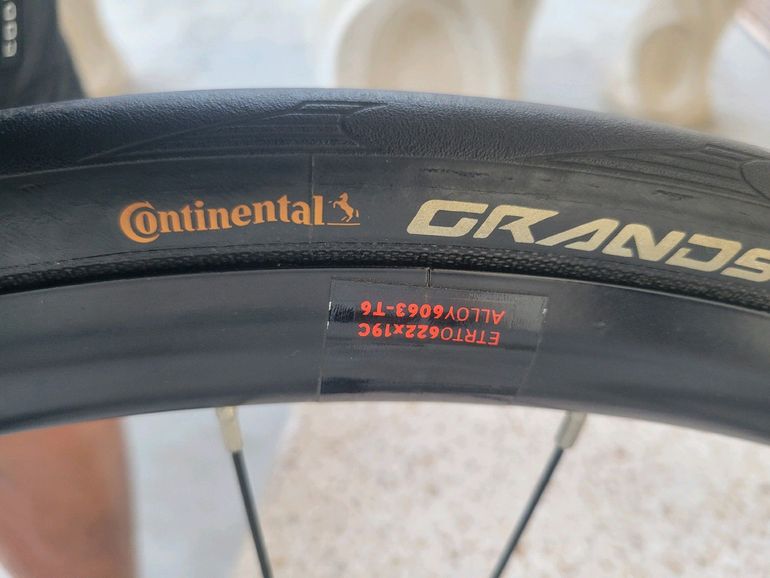 Continental
GRANDS
ETRTO622x19C
ALLOY6063-T6